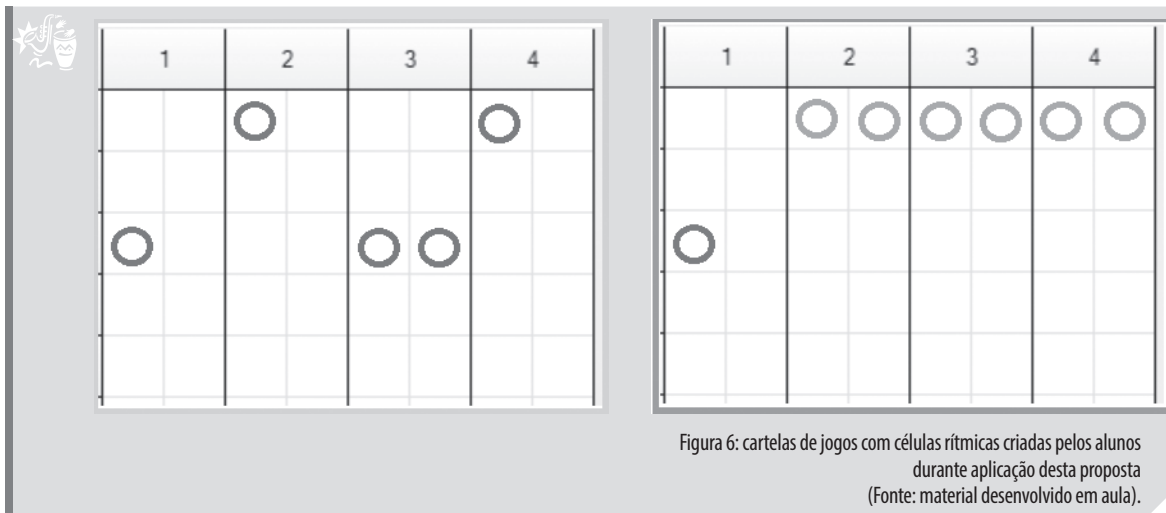 1 2 3 4
1 2 3 4
Figura 6: cartelas de jogos com células rítmicas criadas pelos alunos
durante aplicação desta proposta
(Fonte: material desenvolvido em aula).